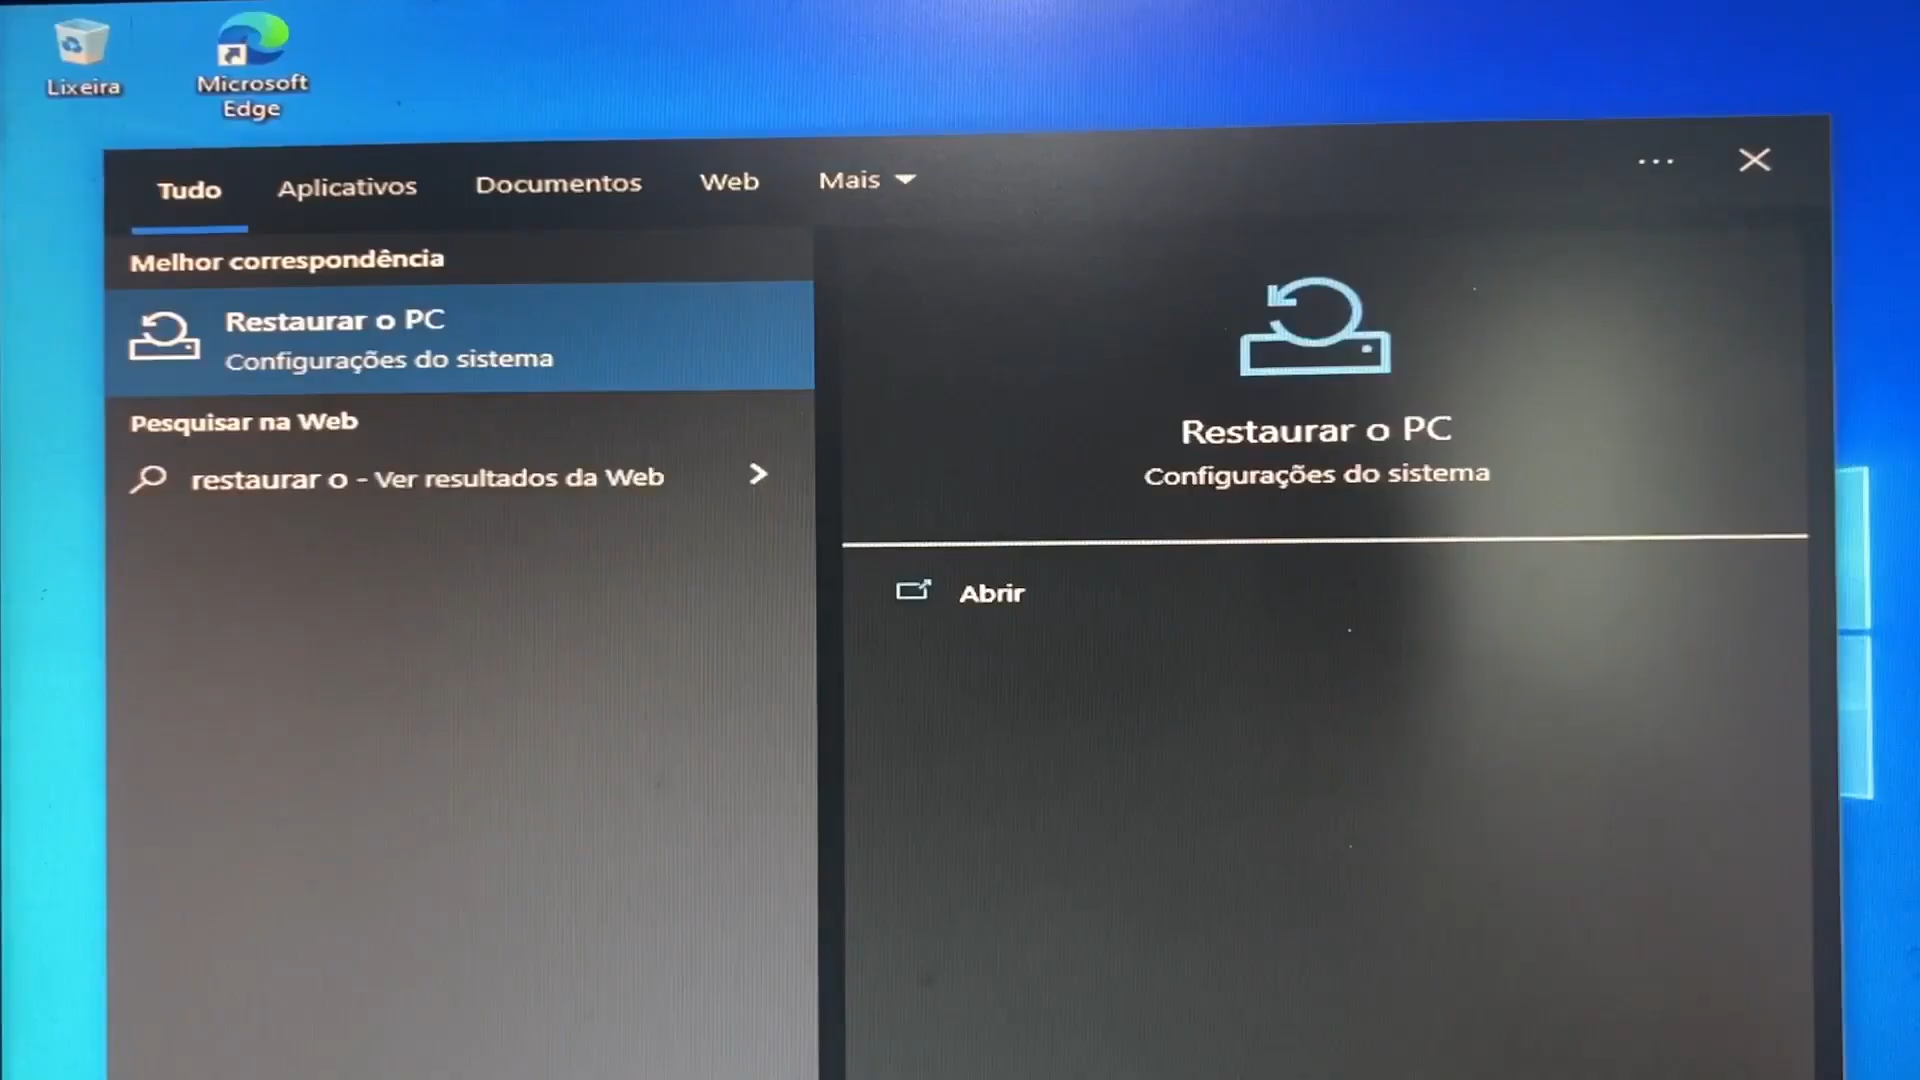 Lixeira
Microsoft
Edge
Tudo
Aplicativos
Documentos
Web
Mais
Melhor correspondência
Restaurar o PC
Configurações do sistema
Pesquisar na Web
restaurar o - Ver resultados da Web
Restaurar o PC
Configurações do sistema
Abrir